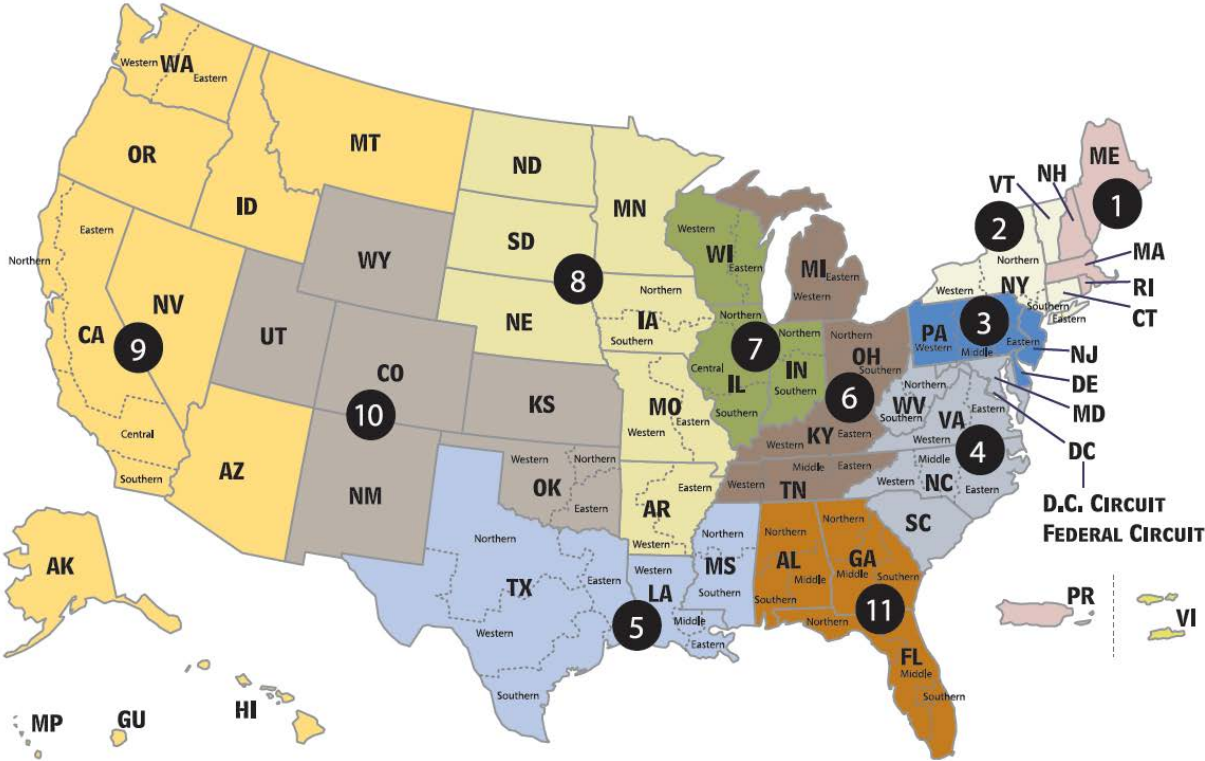 WA
Western
Eastern
OR
MT
ID
Eastern
Northern
NV
CA
9
Central
Southern
AZ
WY
UT
CO
10
KS
NM
Western
Northern
OK
Eastern
ND
MN
SD
8
NE
Northern
IA
Southern
MO
Eastern
Western
Eastern
AR
Western
Western
WI
Eastern
Northern
7
Northern
Central
IL
IN
Southern
Southern
MI
Eastern
Western
Northern
OH
Southern
6
KY
Western
Eastern
Middle
Eastern
Western
TN
ME
NH
VT
1
2
Northern
MA
Western
NY
RI
Southern
CT
Eastern
PA
3
Western
Middle
Eastern
NJ
DE
Northern
WV
Southern
MD
VA
Eastern
Western
DC
4
Middle
Western
NC
Eastern
SC
D.C. CIRCUIT
FEDERAL CIRCUIT
Northern
TX
Eastern
Western
Southern
Western
LA
5
Middle
Eastern
Northern
MS
Southern
Northern
AL
Middle
Southern
Northern
GA
Middle
Southern
11
Northern
FL
Middle
Southern
PR
VI
AK
HI
GU
MP